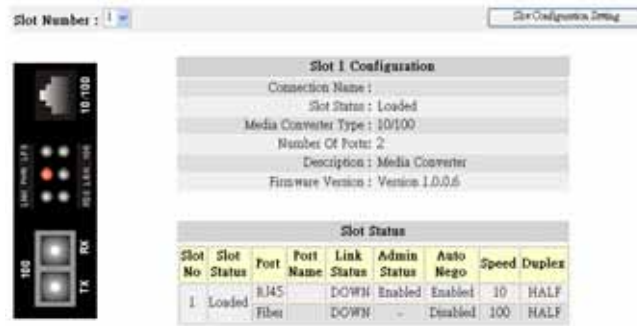 Slot Number : 1
Slot Configuration Setting
Slot 1 Configuration
Connection Name :
Slot Status : Loaded
Media Converter Type : 10/100
Number Of Ports: 2
Description : Media Converter
Firmware Version : Version 1.0.0.6
10/100
100
TX RX
Slot Status
Slot No Slot Status Port Port Name Link Status Admin Status Auto Nego Speed Duplex
1 Loaded RJ45 DOWN Enabled Enabled 10 HALF
Fiber DOWN - Disabled 100 HALF